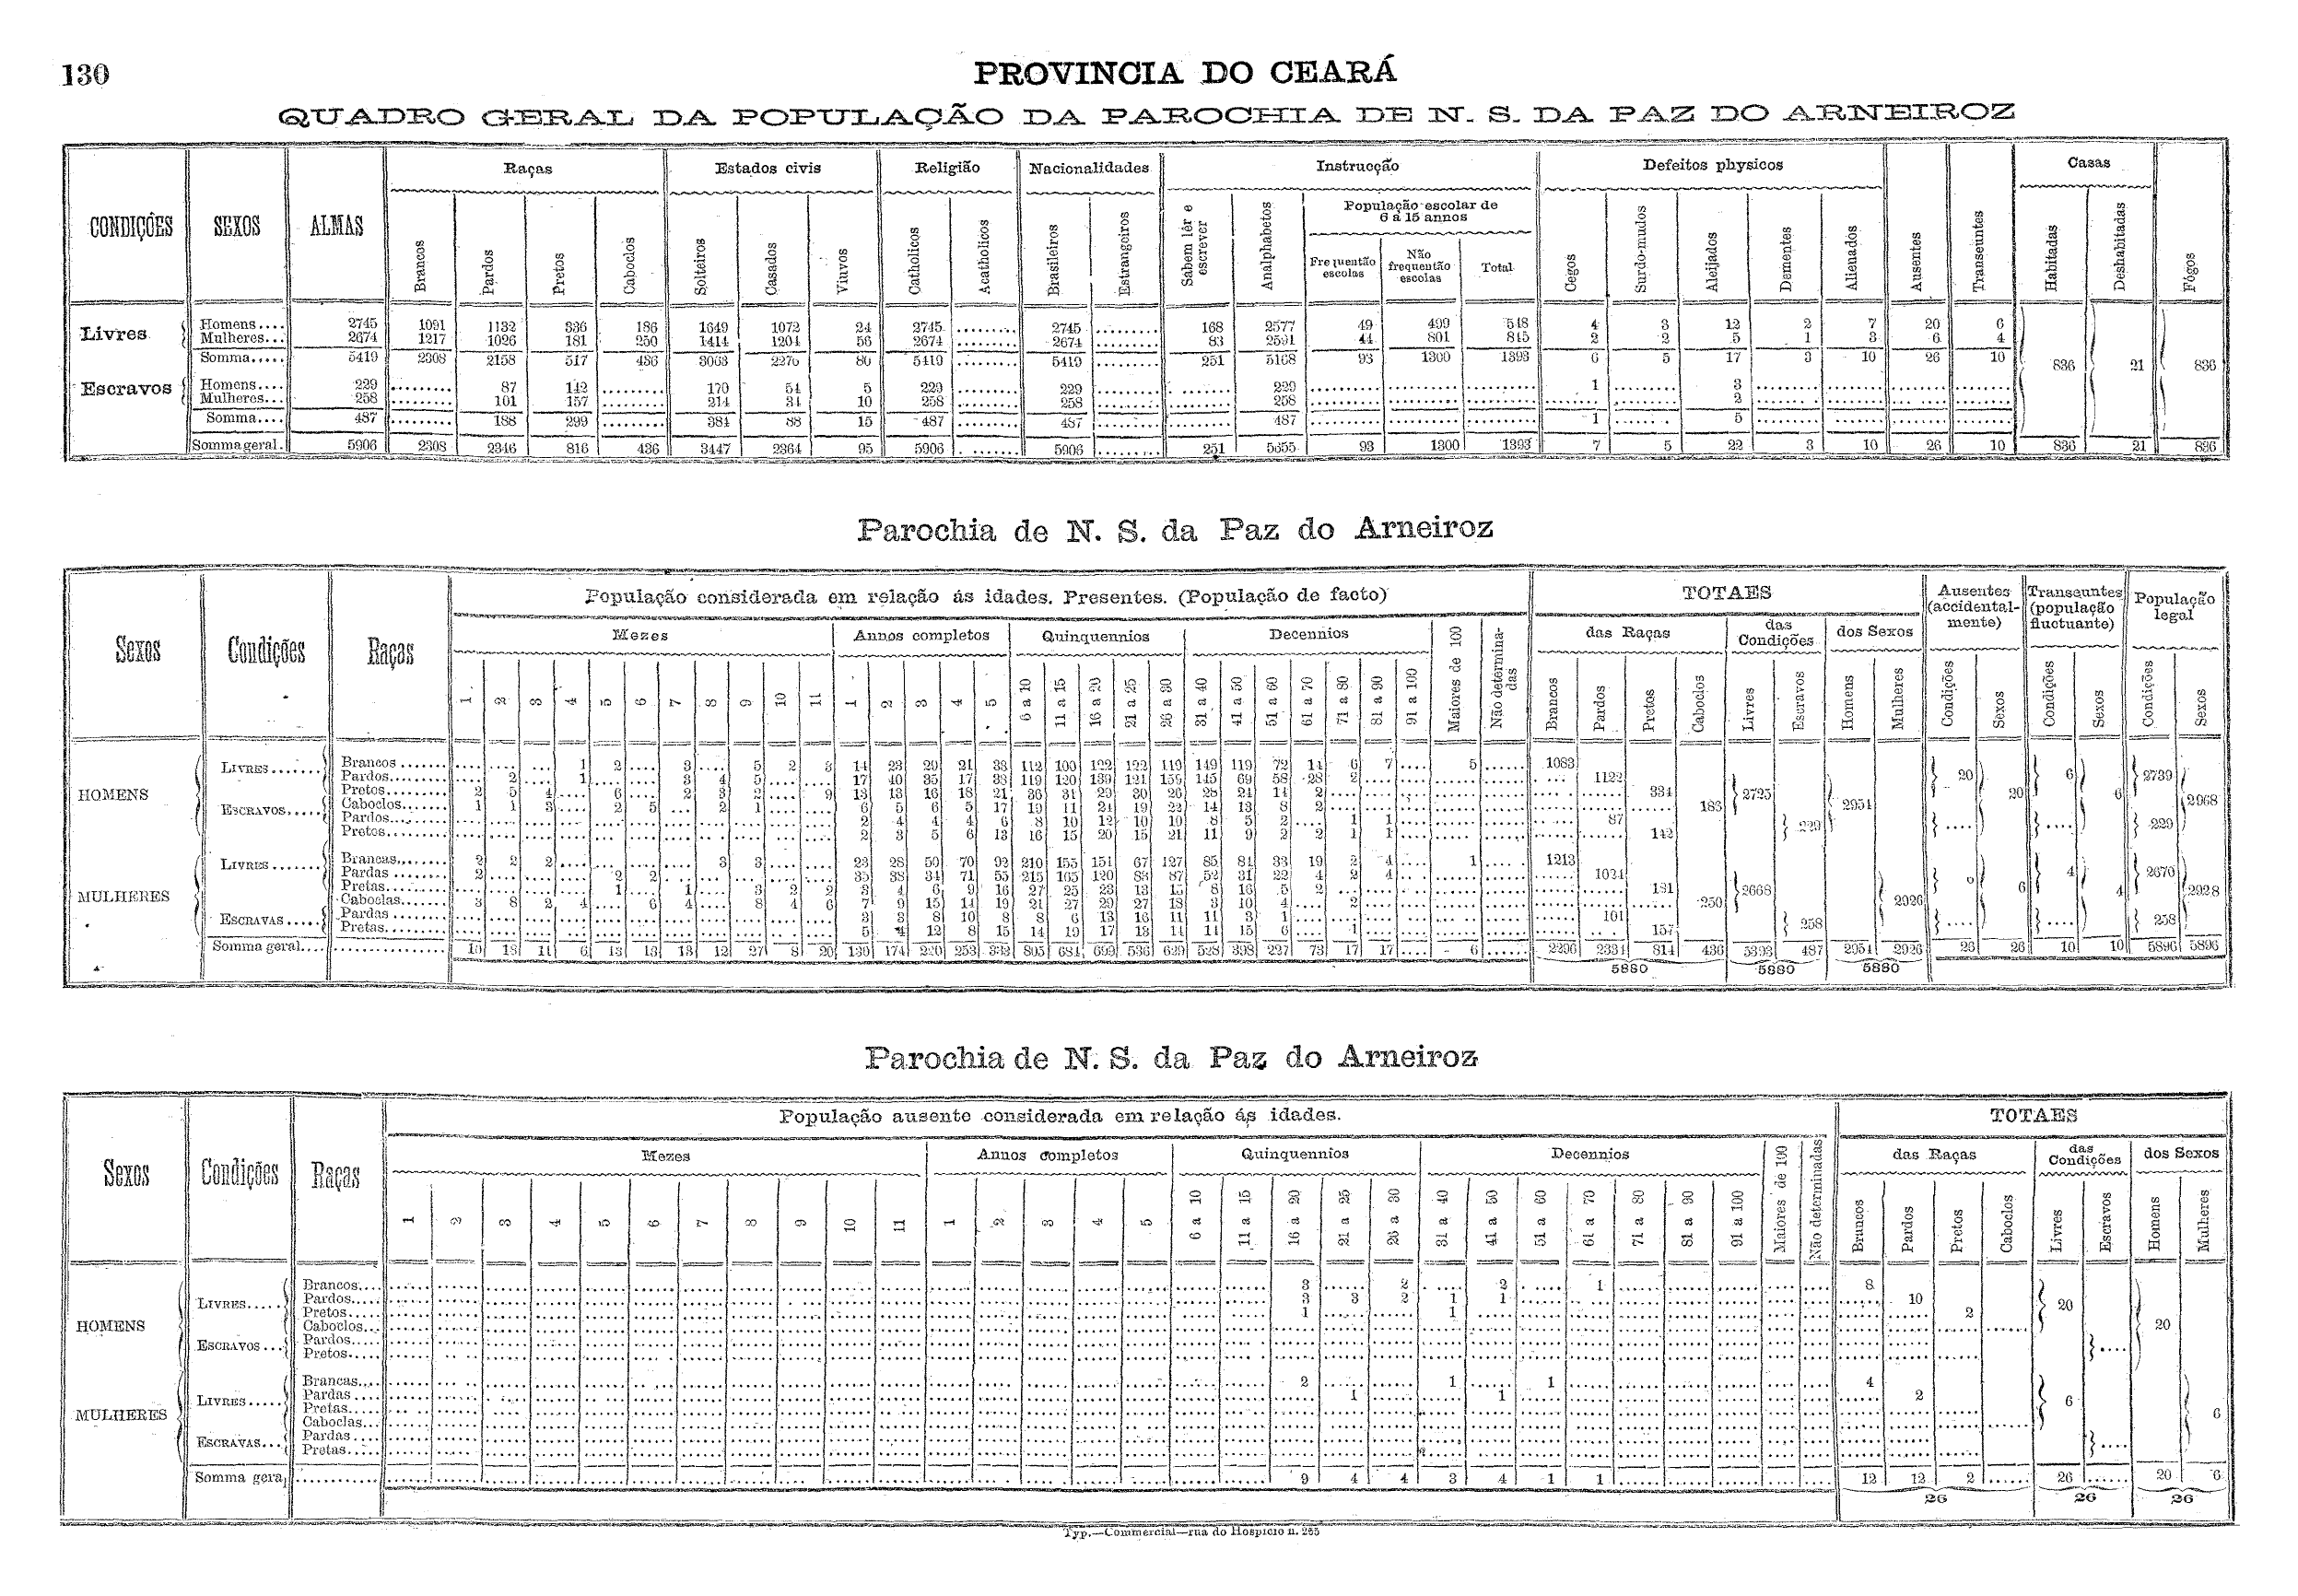 130
PROVINCIA DO CEARÁ
QUADRO GERAL DA POPULAÇÃO DA PAROCHIA DE N. S. DA PAZ DO ARNEIROZ
CONDIÇÕES SEXOS ALMAS Raças Estados civis Religião Nacionalidades Instrucção Defeitos physicos Ausentes Transeuntes Casas Fógos
População escolar de 6 a 15 annos
Brancos Pardos Pretos Caboclos Solteiros Casados Viuvos Catholicos Acatholicos Brasileiros Estrangeiros Sabem lêr e escrever Analphabetos Frequentão escolas Não frequentão escolas Total Cegos Surdo-mudos Aleijados Dementes Alienados Habitadas Deshabitadas
Livres Homens.... 2745 1091 1132 336 186 1649 1072 24 2745 ......... 2745 ......... 168 2577 49 499 548 4 3 12 2 7 20 6
Mulheres... 2674 1217 1026 181 250 1414 1204 56 2674 ......... 2674 ......... 83 2591 44 801 845 2 2 5 1 3 6 4
Somma..... 5419 2308 2158 517 436 3063 2276 80 5419 ......... 5419 ......... 251 5168 93 1300 1393 6 5 17 3 10 26 10 836 21 836
Escravos Homens.... 229 ......... 87 142 ......... 170 54 5 229 ......... 229 ......... ....... 229 ......... 1 ........ 3
Mulheres... 258 ......... 101 157 ......... 214 34 10 258 ......... 258 ......... ....... 258 ......... 2
Somma.... 487 ......... 188 299 ......... 384 88 15 487 ......... 487 ......... ....... 487 ......... 1 ....... 5
Somma geral. 5906 2308 2346 816 436 3447 2364 95 5906 ........ 5906 ......... 251 5655 93 1300 1393 7 5 22 3 10 26 10 836 21 836
Parochia de N. S. da Paz do Arneiroz
Sexos Condições Raças População considerada em relação ás idades. Presentes. (População de facto) TOTAES Ausentes (accidentalmente) Transeuntes (população fluctuante) População legal
Mezes Annos completos Quinquennios Decennios Maiores de 100 Não determinadas das Raças das Condições dos Sexos
1 2 3 4 5 6 7 8 9 10 11 1 2 3 4 5 6 a 10 11 a 15 16 a 20 21 a 25 26 a 30 31 a 40 41 a 50 51 a 60 61 a 70 71 a 80 81 a 90 91 a 100 Brancos Pardos Pretos Caboclos Livres Escravos Homens Mulheres Condições Sexos Condições Sexos Condições Sexos
HOMENS LIVRES....... Brancos ....... 1 2 3 5 2 3 14 23 29 21 33 112 100 122 122 119 149 119 72 14 6 7 .... 5 ...... 1083
Pardos........ 2 1 3 4 5 17 40 35 17 33 119 120 139 121 159 145 69 58 28 2 1122
Pretos........ 2 5 4 6 2 3 2 9 13 13 16 18 21 36 31 29 30 26 28 24 14 2 334
Caboclos....... 1 1 3 2 5 2 1 6 5 6 5 17 19 11 24 19 22 14 13 8 2 183
ESCRAVOS..... Pardos........ 2 4 4 4 6 8 10 12 10 10 8 5 2 .... 1 1 87
Pretos........ 2 3 5 6 13 16 15 20 15 21 11 9 2 2 1 1 142
2725 229 2951 20 20 6 6 2739 229 2968
MULHERES LIVRES....... Brancas........ 2 2 2 3 3 23 28 50 70 92 210 155 151 67 127 85 81 33 19 2 4 .... 1 ...... 1213
Pardas ........ 2 2 2 35 38 34 71 55 215 165 120 88 87 52 31 22 4 2 4 1024
Pretas........ 1 1 3 2 2 3 4 6 9 16 27 25 23 13 15 8 16 5 2 181
Caboclas....... 3 8 2 4 6 4 8 4 6 7 9 15 14 19 21 27 29 27 18 3 10 4 2 250
ESCRAVAS..... Pardas ........ 3 3 8 10 8 8 6 13 16 11 11 3 1 101
Pretas........ 5 4 12 8 15 14 19 17 13 14 11 15 6 1 157
2668 258 2926 6 6 4 4 2670 258 2928
Somma geral.... 10 18 11 6 13 13 13 12 27 8 20 130 174 220 253 332 805 684 699 536 629 528 398 227 73 17 17 .... 6 ...... 2296 2334 814 436 5393 487 2954 2926 26 26 10 10 5896 5896
5880 5880 5880
Parochia de N. S. da Paz do Arneiroz
Sexos Condições Raças População ausente considerada em relação ás idades. TOTAES
Mezes Annos completos Quinquennios Decennios Maiores de 100 Não determinadas das Raças das Condições dos Sexos
1 2 3 4 5 6 7 8 9 10 11 1 2 3 4 5 6 a 10 11 a 15 16 a 20 21 a 25 26 a 30 31 a 40 41 a 50 51 a 60 61 a 70 71 a 80 81 a 90 91 a 100 Brancos Pardos Pretos Caboclos Livres Escravos Homens Mulheres
HOMENS LIVRES..... Brancos.... 3 ...... 2 ...... 2 ...... 1 8
Pardos..... 3 3 2 1 1 10
Pretos..... 1 1 2
Caboclos...
ESCRAVOS... Pardos.....
Pretos.....
20 .... 20
MULHERES LIVRES..... Brancas.... 2 1 1 4
Pardas .... 1 1 2
Pretas.....
Caboclas...
ESCRAVAS... Pardas ....
Pretas.....
6 .... 6
Somma gera ........... 9 4 4 3 4 1 1 12 12 2 ...... 26 ...... 20 6
26 26 26
Typ.—Commercial—rua do Hospicio n. 265